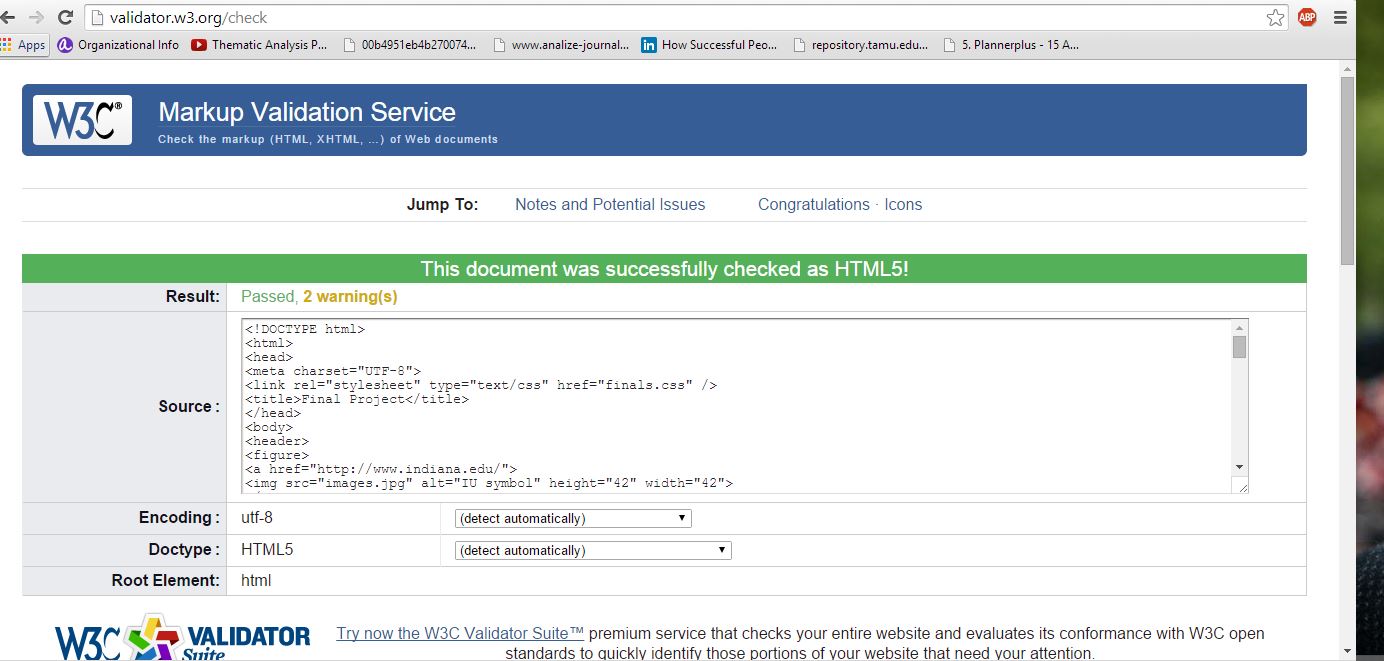 validator.w3.org/check
ABP
Apps Organizational Info Thematic Analysis P... 00b4951eb4b270074... www.analize-journal... in How Successful Peo... repository.tamu.edu... 5. Plannerplus - 15 A...
W3C® Markup Validation Service
Check the markup (HTML, XHTML, ...) of Web documents
Jump To: Notes and Potential Issues Congratulations · Icons
This document was successfully checked as HTML5!
Result: Passed, 2 warning(s)
Source :
<!DOCTYPE html>
<html>
<head>
<meta charset="UTF-8">
<link rel="stylesheet" type="text/css" href="finals.css" />
<title>Final Project</title>
</head>
<body>
<header>
<figure>
<a href="http://www.indiana.edu/">
<img src="images.jpg" alt="IU symbol" height="42" width="42">
Encoding : utf-8 (detect automatically)
Doctype : HTML5 (detect automatically)
Root Element: html
W3C VALIDATOR Suite
Try now the W3C Validator Suite™ premium service that checks your entire website and evaluates its conformance with W3C open
standards to quickly identify those portions of your website that need your attention.